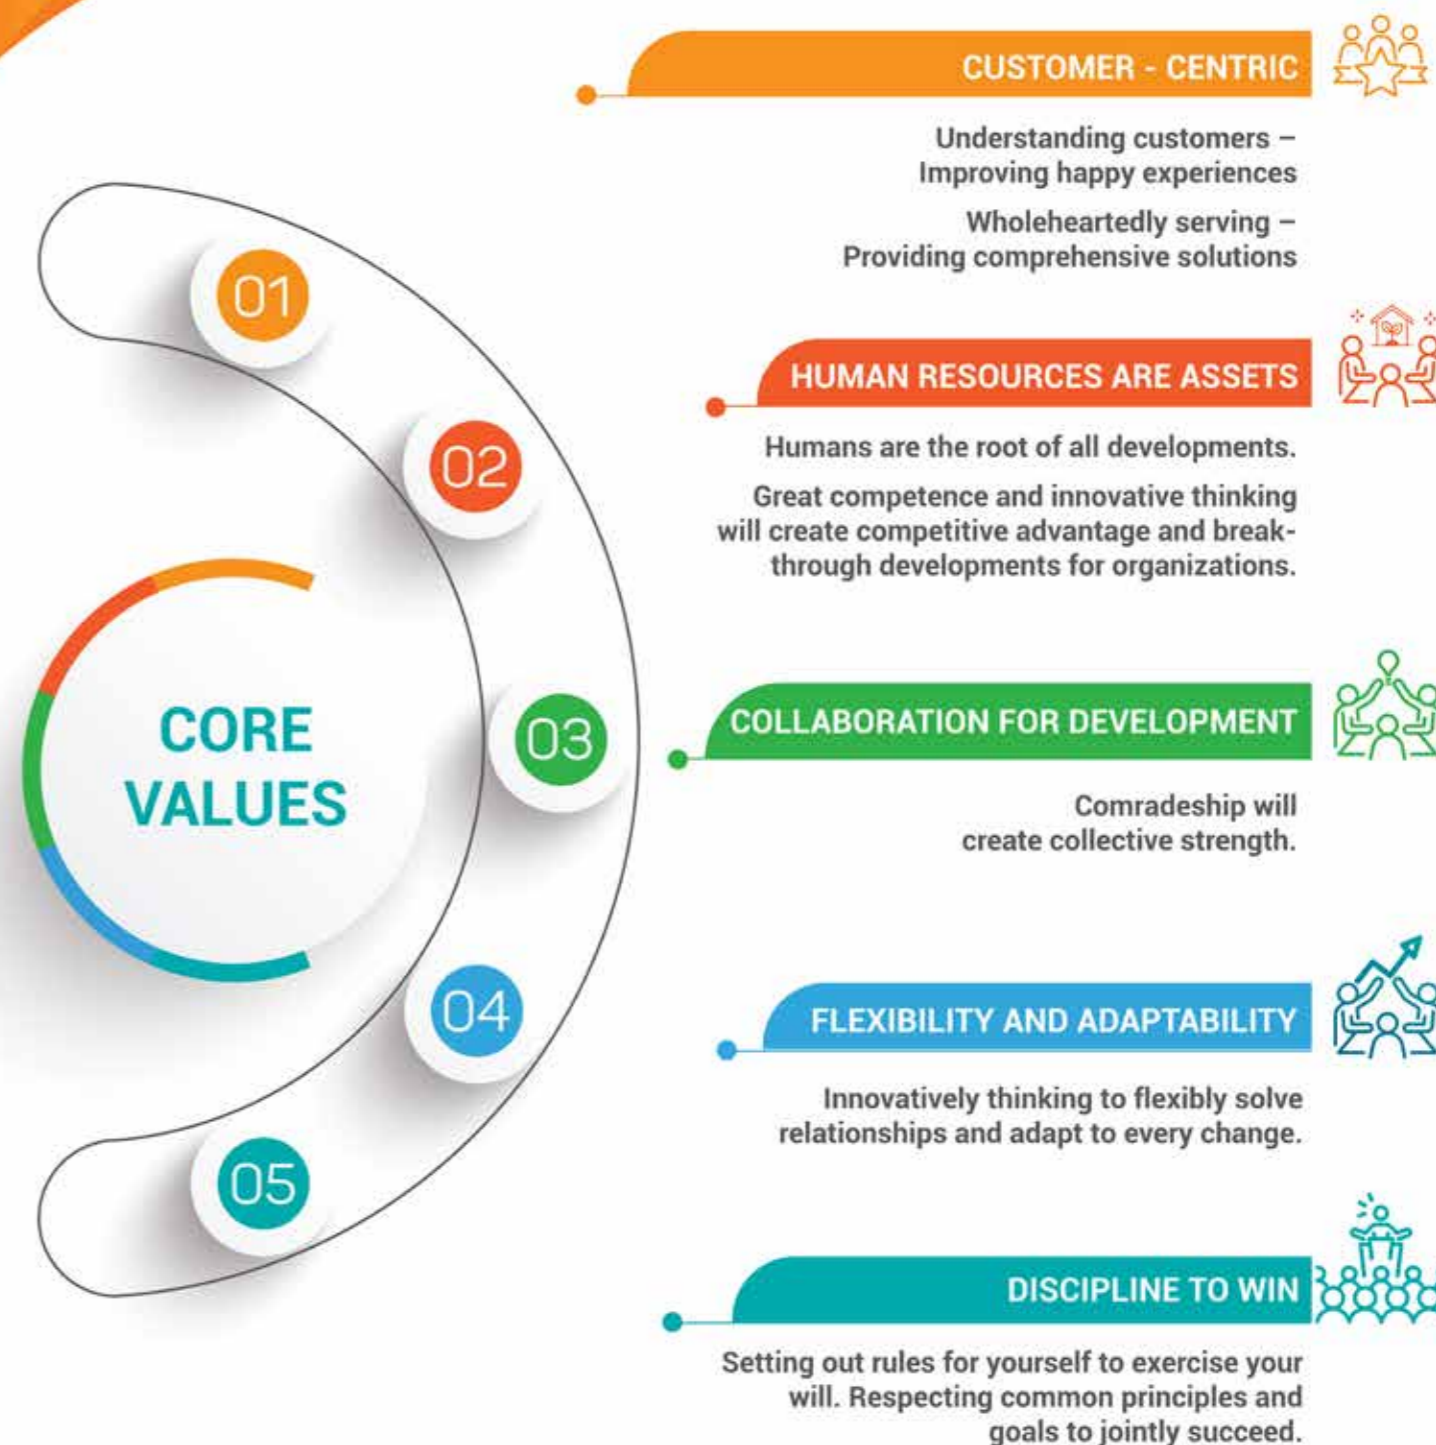 CUSTOMER - CENTRIC
Understanding customers –
Improving happy experiences
Wholeheartedly serving –
Providing comprehensive solutions
01
HUMAN RESOURCES ARE ASSETS
Humans are the root of all developments.
Great competence and innovative thinking
will create competitive advantage and break-
through developments for organizations.
02
CORE
VALUES
03
COLLABORATION FOR DEVELOPMENT
Comradeship will
create collective strength.
04
FLEXIBILITY AND ADAPTABILITY
Innovatively thinking to flexibly solve
relationships and adapt to every change.
05
DISCIPLINE TO WIN
Setting out rules for yourself to exercise your
will. Respecting common principles and
goals to jointly succeed.